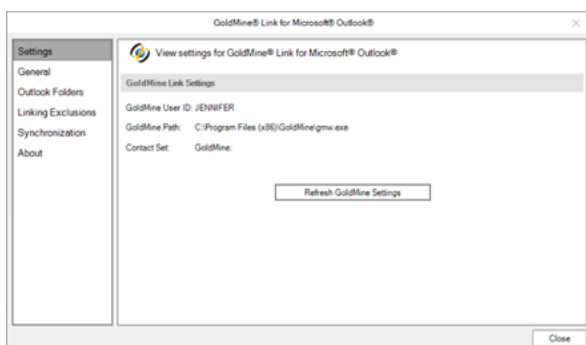 GoldMine® Link for Microsoft® Outlook®
Settings
General
Outlook Folders
Linking Exclusions
Synchronization
About
View settings for GoldMine® Link for Microsoft® Outlook®
GoldMine Link Settings
GoldMine User ID: JENNIFER
GoldMine Path: C:\Program Files (x86)\GoldMine\gmw.exe
Contact Set: GoldMine:
Refresh GoldMine Settings
Close